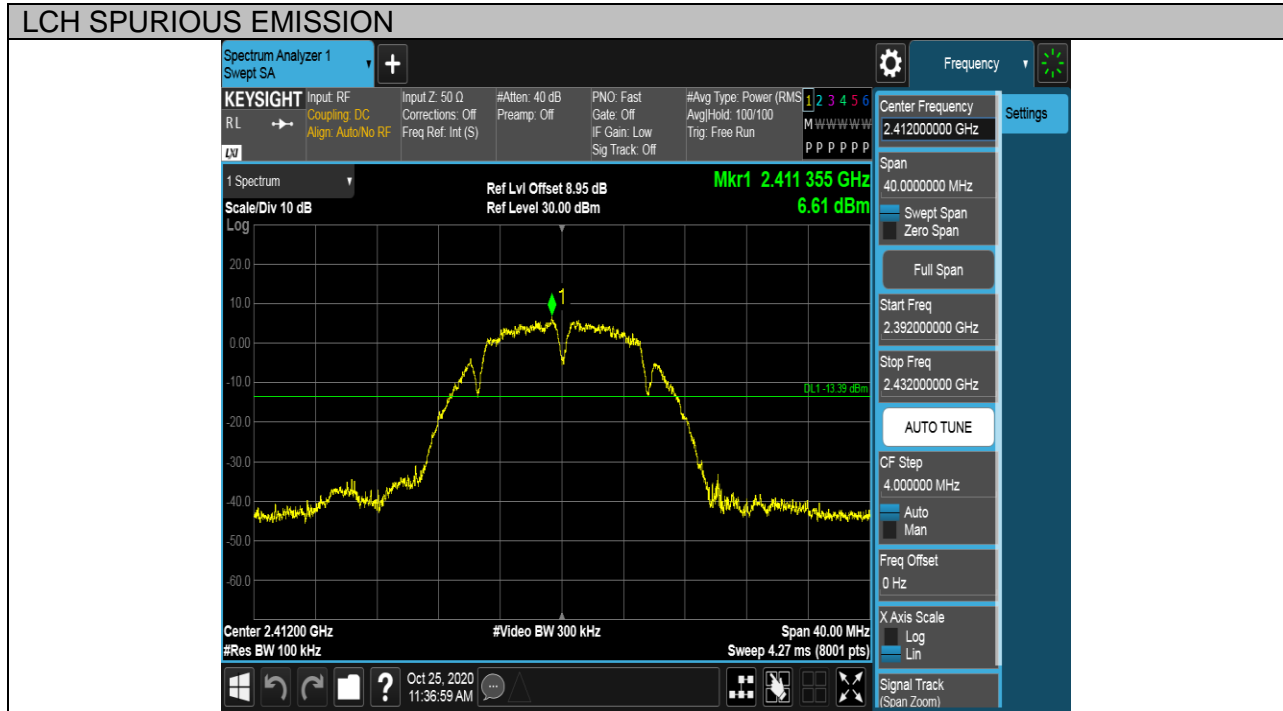 LCH SPURIOUS EMISSION
Spectrum Analyzer 1
Swept SA
Frequency
KEYSIGHT
RL
LXI
Input: RF
Coupling: DC
Align: Auto/No RF
Input Z: 50 Ω
Corrections: Off
Freq Ref: Int (S)
#Atten: 40 dB
Preamp: Off
PNO: Fast
Gate: Off
IF Gain: Low
Sig Track: Off
#Avg Type: Power (RMS
Avg|Hold: 100/100
Trig: Free Run
1 2 3 4 5 6
M W W W W W
P P P P P P
1 Spectrum
Scale/Div 10 dB
Ref Lvl Offset 8.95 dB
Ref Level 30.00 dBm
Mkr1 2.411 355 GHz
6.61 dBm
Log
20.0
10.0
0.00
-10.0
-20.0
-30.0
-40.0
-50.0
-60.0
1
DL1 -13.39 dBm
Center 2.41200 GHz
#Res BW 100 kHz
#Video BW 300 kHz
Span 40.00 MHz
Sweep 4.27 ms (8001 pts)
?
Oct 25, 2020
11:36:59 AM
Center Frequency
2.412000000 GHz
Settings
Span
40.0000000 MHz
Swept Span
Zero Span
Full Span
Start Freq
2.392000000 GHz
Stop Freq
2.432000000 GHz
AUTO TUNE
CF Step
4.000000 MHz
Auto
Man
Freq Offset
0 Hz
X Axis Scale
Log
Lin
Signal Track
(Span Zoom)